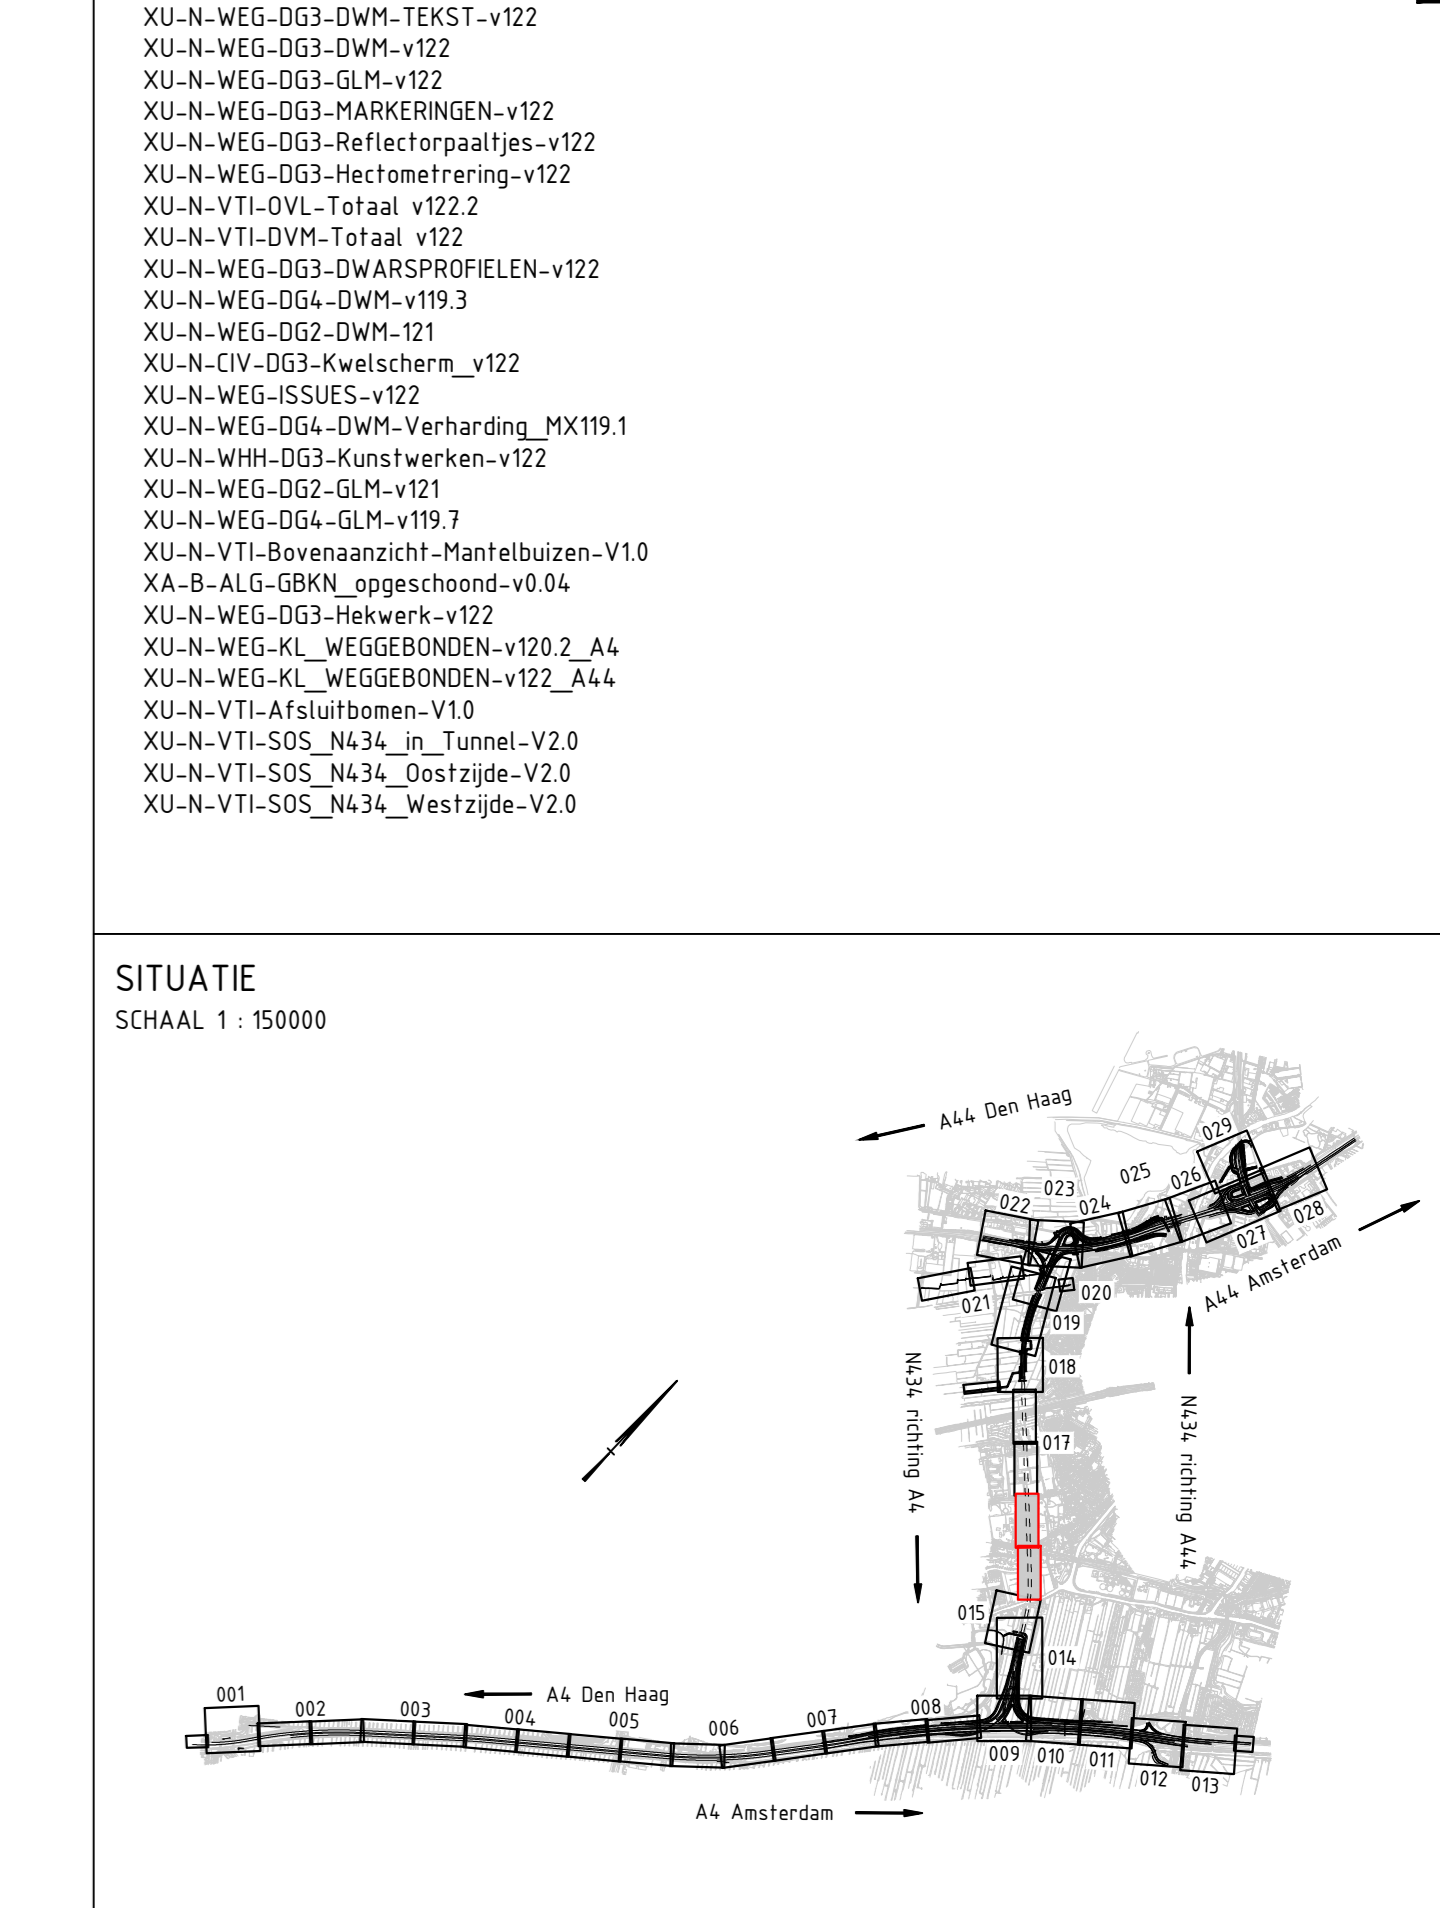 XU-N-WEG-DG3-DWM-TEKST-v122
XU-N-WEG-DG3-DWM-v122
XU-N-WEG-DG3-GLM-v122
XU-N-WEG-DG3-MARKERINGEN-v122
XU-N-WEG-DG3-Reflectorpaaltjes-v122
XU-N-WEG-DG3-Hectometrering-v122
XU-N-VTI-OVL-Totaal v122.2
XU-N-VTI-DVM-Totaal v122
XU-N-WEG-DG3-DWARSPROFIELEN-v122
XU-N-WEG-DG4-DWM-v119.3
XU-N-WEG-DG2-DWM-121
XU-N-CIV-DG3-Kwelscherm_v122
XU-N-WEG-ISSUES-v122
XU-N-WEG-DG4-DWM-Verharding_MX119.1
XU-N-WHH-DG3-Kunstwerken-v122
XU-N-WEG-DG2-GLM-v121
XU-N-WEG-DG4-GLM-v119.7
XU-N-VTI-Bovenaanzicht-Mantelbuizen-V1.0
XA-B-ALG-GBKN_opgeschoond-v0.04
XU-N-WEG-DG3-Hekwerk-v122
XU-N-WEG-KL_WEGGEBONDEN-v120.2_A4
XU-N-WEG-KL_WEGGEBONDEN-v122_A44
XU-N-VTI-Afsluitbomen-V1.0
XU-N-VTI-SOS_N434_in_Tunnel-V2.0
XU-N-VTI-SOS_N434_Oostzijde-V2.0
XU-N-VTI-SOS_N434_Westzijde-V2.0
SITUATIE
SCHAAL 1 : 150000
A44 Den Haag
029
025
026
023
022
024
028
027
A44 Amsterdam
020
021
019
018
N434 richting A4
N434 richting A44
017
015
014
001
A4 Den Haag
002
003
004
005
006
007
008
009
010
011
012
013
A4 Amsterdam